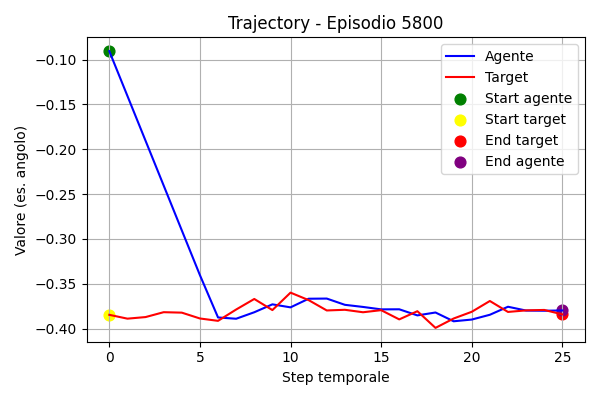 Trajectory - Episodio 5800
Agente
Target
Start agente
Start target
End target
End agente
Valore (es. angolo)
−0.10
−0.15
−0.20
−0.25
−0.30
−0.35
−0.40
0
5
10
15
20
25
Step temporale